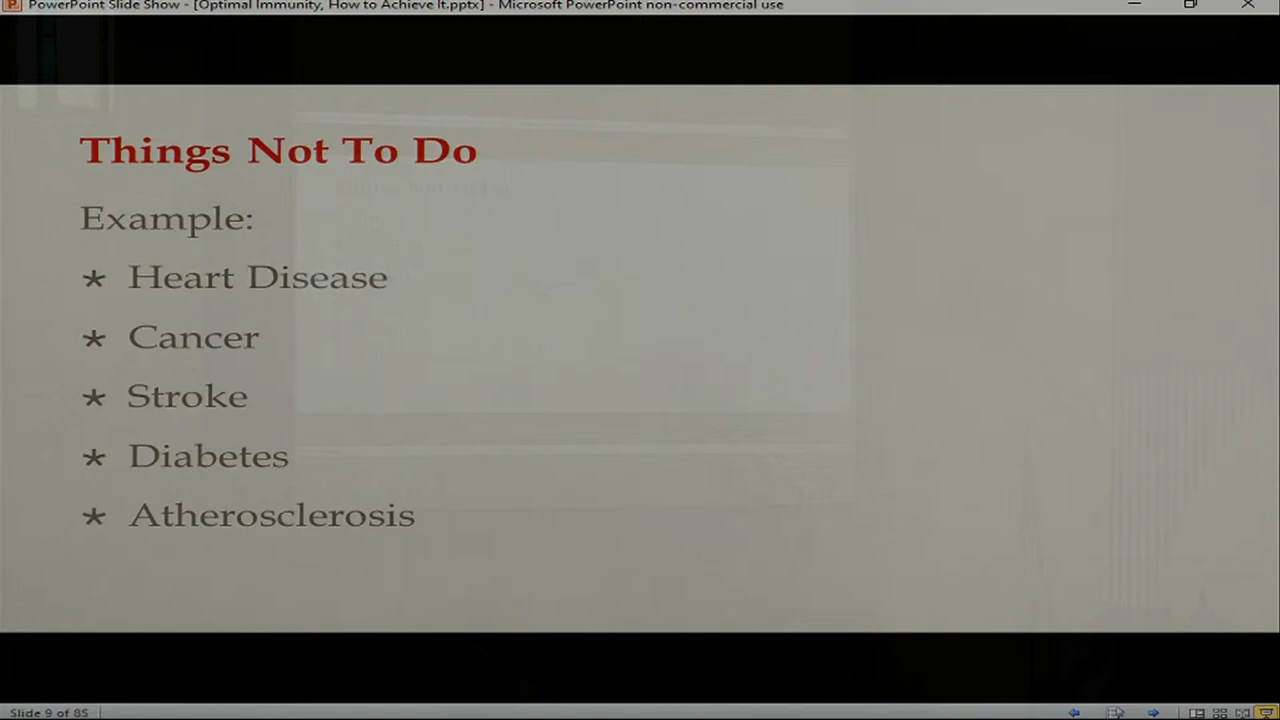 PowerPoint Slide Show - [Optimal Immunity, How to Achieve It.pptx] - Microsoft PowerPoint non-commercial use
Things Not To Do
Example:
* Heart Disease
* Cancer
* Stroke
* Diabetes
* Atherosclerosis
Slide 9 of 85